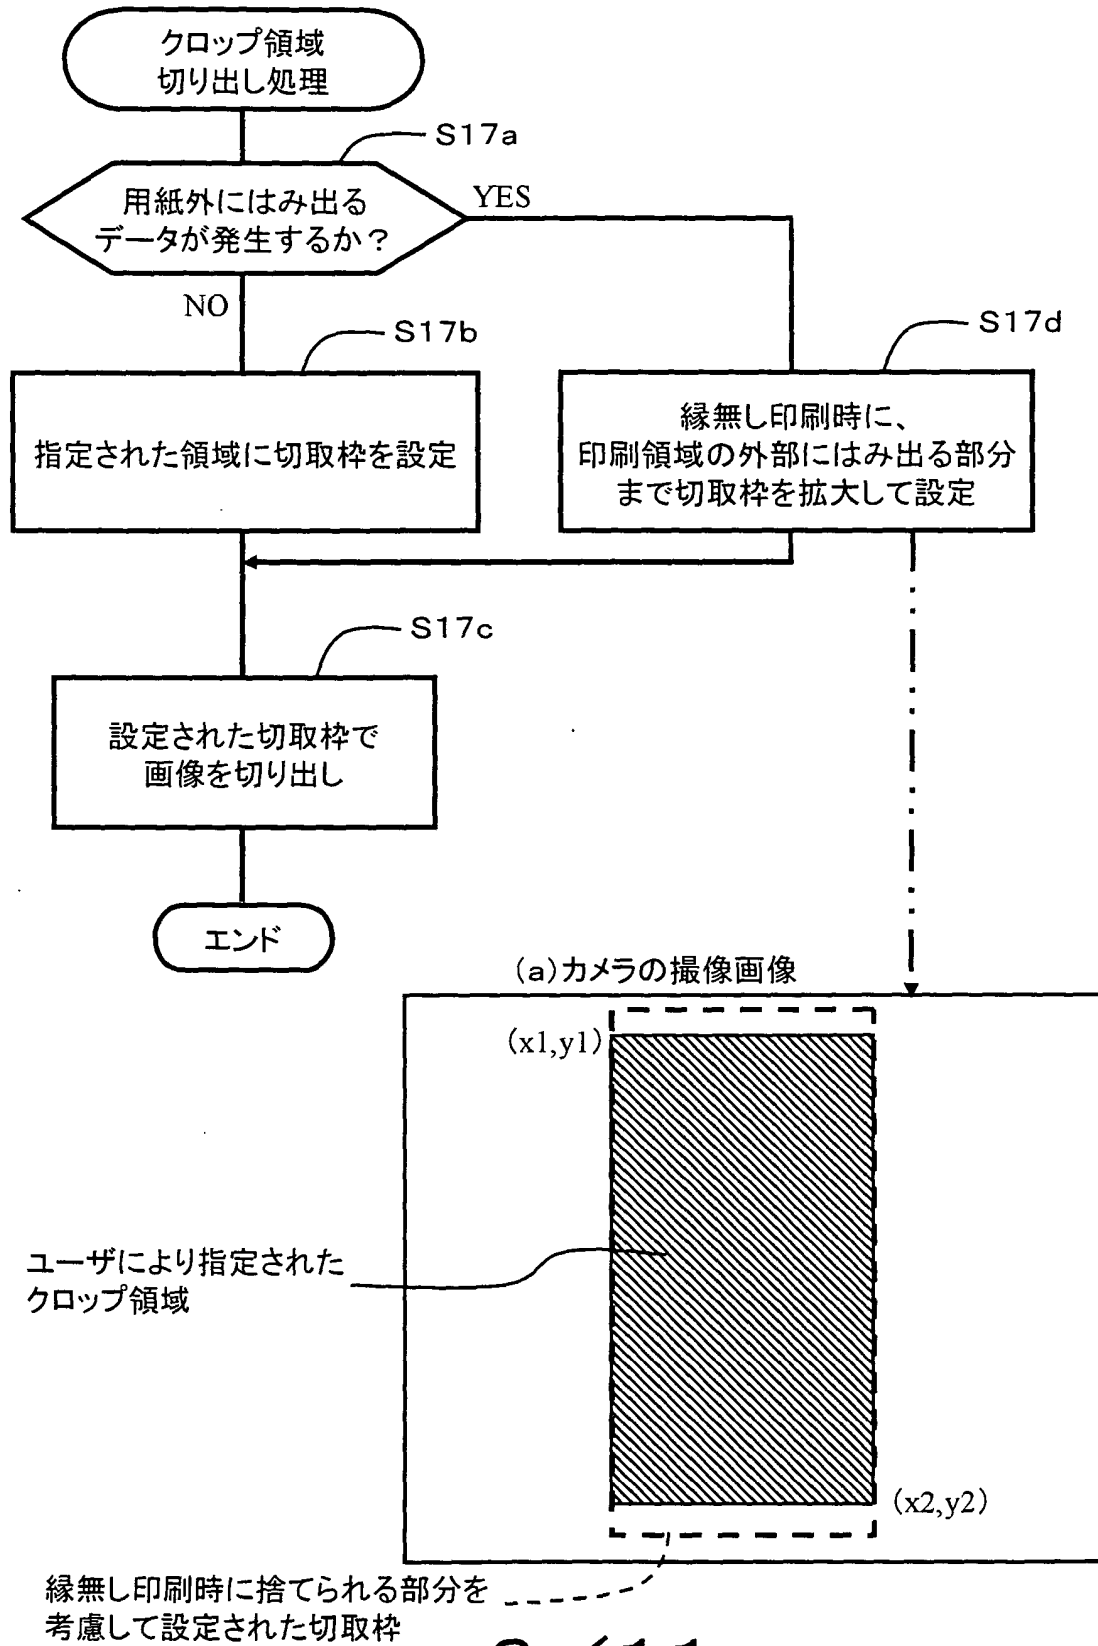 クロップ領域
切り出し処理
S17a
用紙外にはみ出る
データが発生するか？
YES
NO
S17b
S17d
指定された領域に切取枠を設定
縁無し印刷時に、
印刷領域の外部にはみ出る部分
まで切取枠を拡大して設定
S17c
設定された切取枠で
画像を切り出し
エンド
(a)カメラの撮像画像
(x1,y1)
ユーザにより指定された
クロップ領域
(x2,y2)
縁無し印刷時に捨てられる部分を
考慮して設定された切取枠